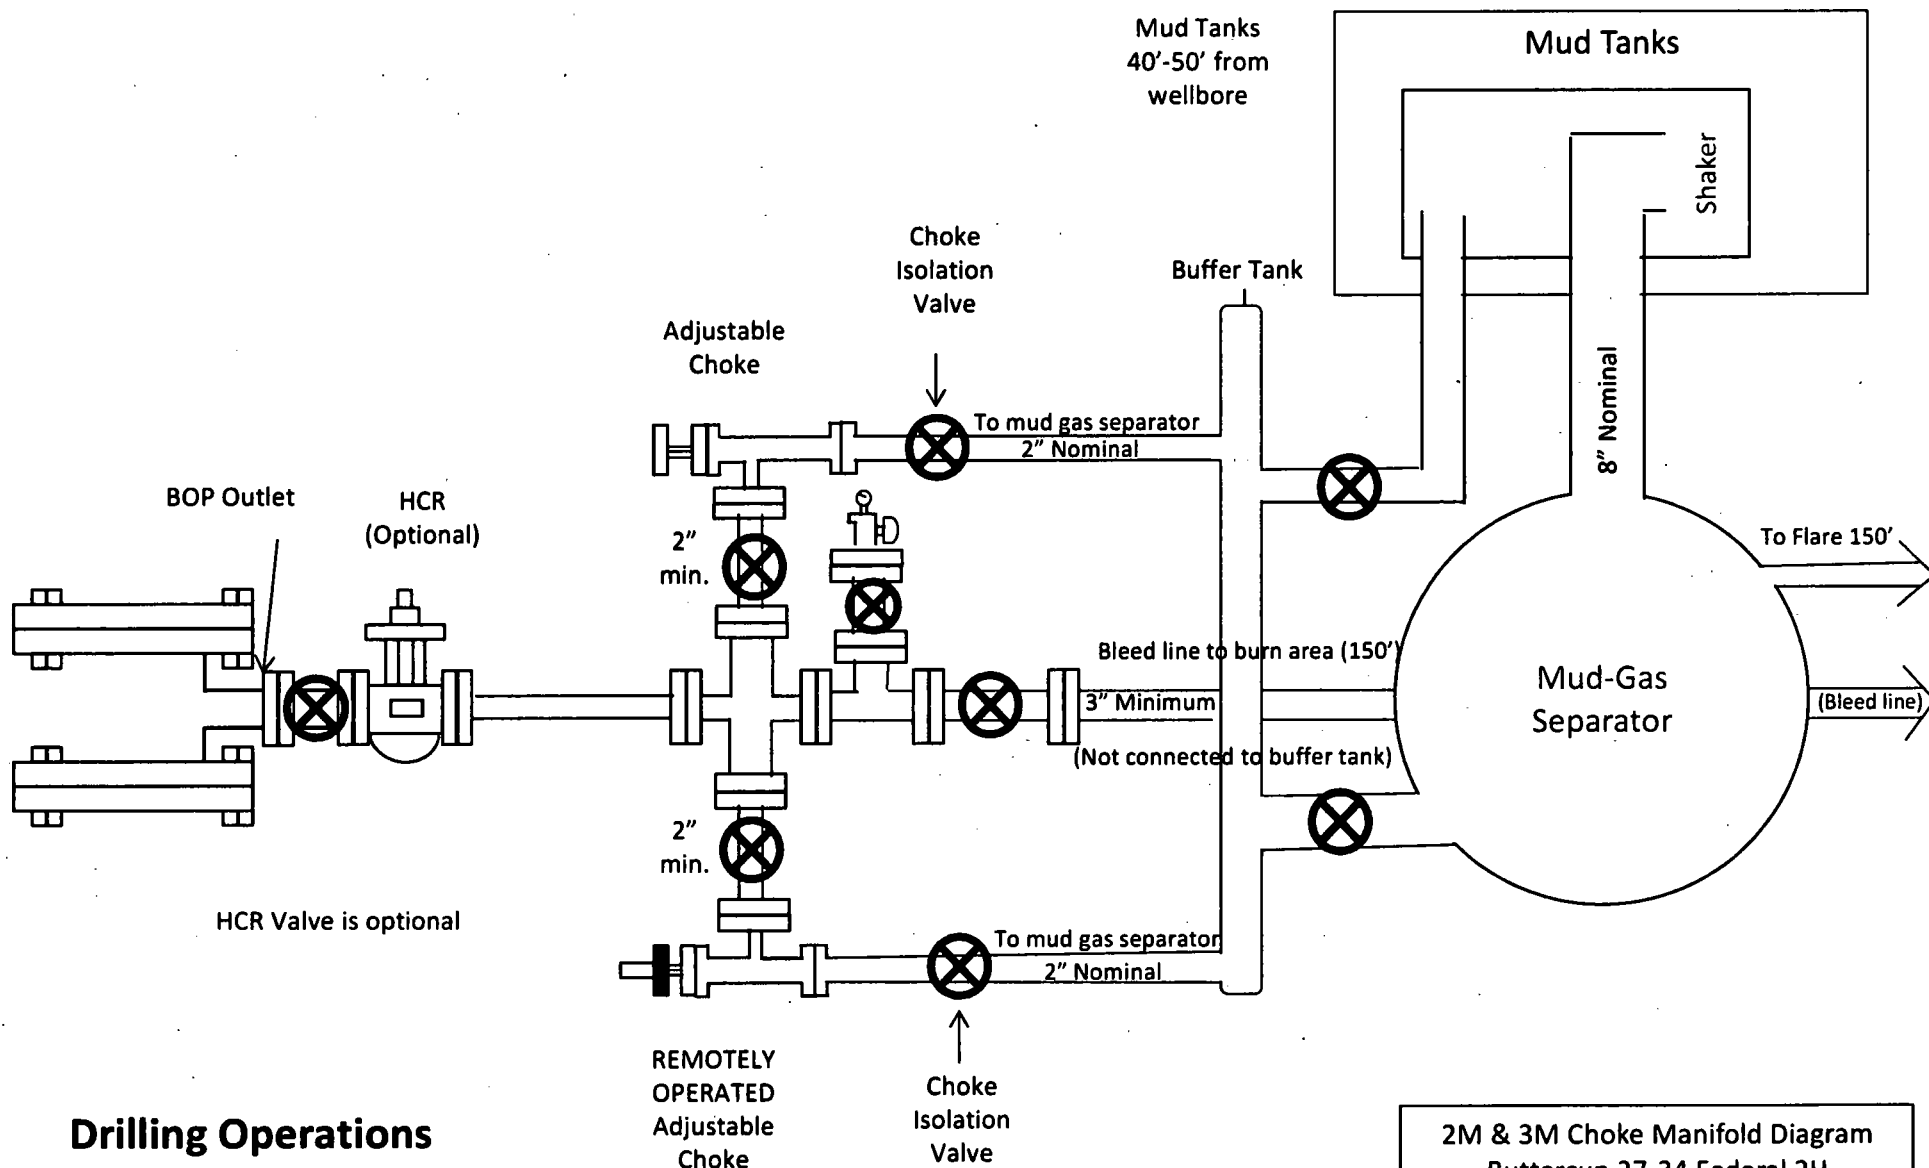 Mud Tanks
40'-50' from
wellbore
Mud Tanks
Shaker
Choke
Isolation
Valve
Buffer Tank
Adjustable
Choke
8” Nominal
To mud gas separator
2” Nominal
BOP Outlet
HCR
(Optional)
2”
min.
To Flare 150'
Bleed line to burn area (150')
3” Minimum
(Not connected to buffer tank)
Mud-Gas
Separator
(Bleed line)
2”
min.
HCR Valve is optional
To mud gas separator
2” Nominal
REMOTELY
OPERATED
Adjustable
Choke
Choke
Isolation
Valve
Drilling Operations
2M & 3M Choke Manifold Diagram